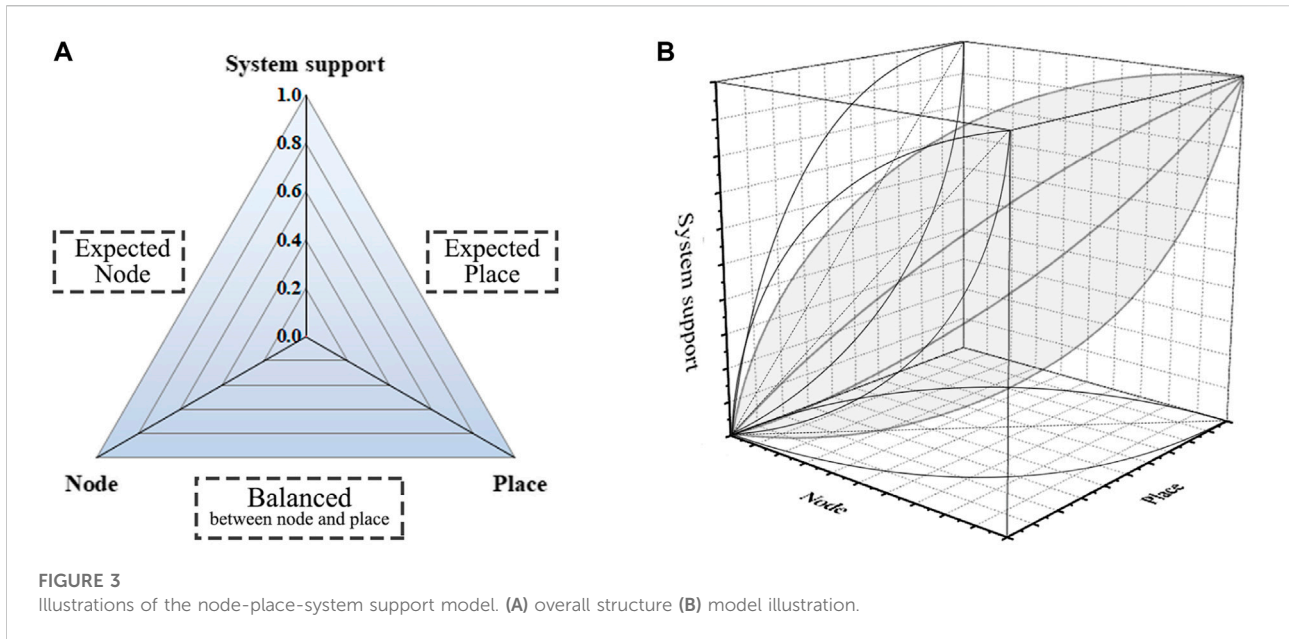 A
System support
1.0
0.8
0.6
0.4
0.2
0.0
Expected
Node
Expected
Place
Node
Place
Balanced
between node and place
B
System support
Node
Place
FIGURE 3
Illustrations of the node-place-system support model. (A) overall structure (B) model illustration.